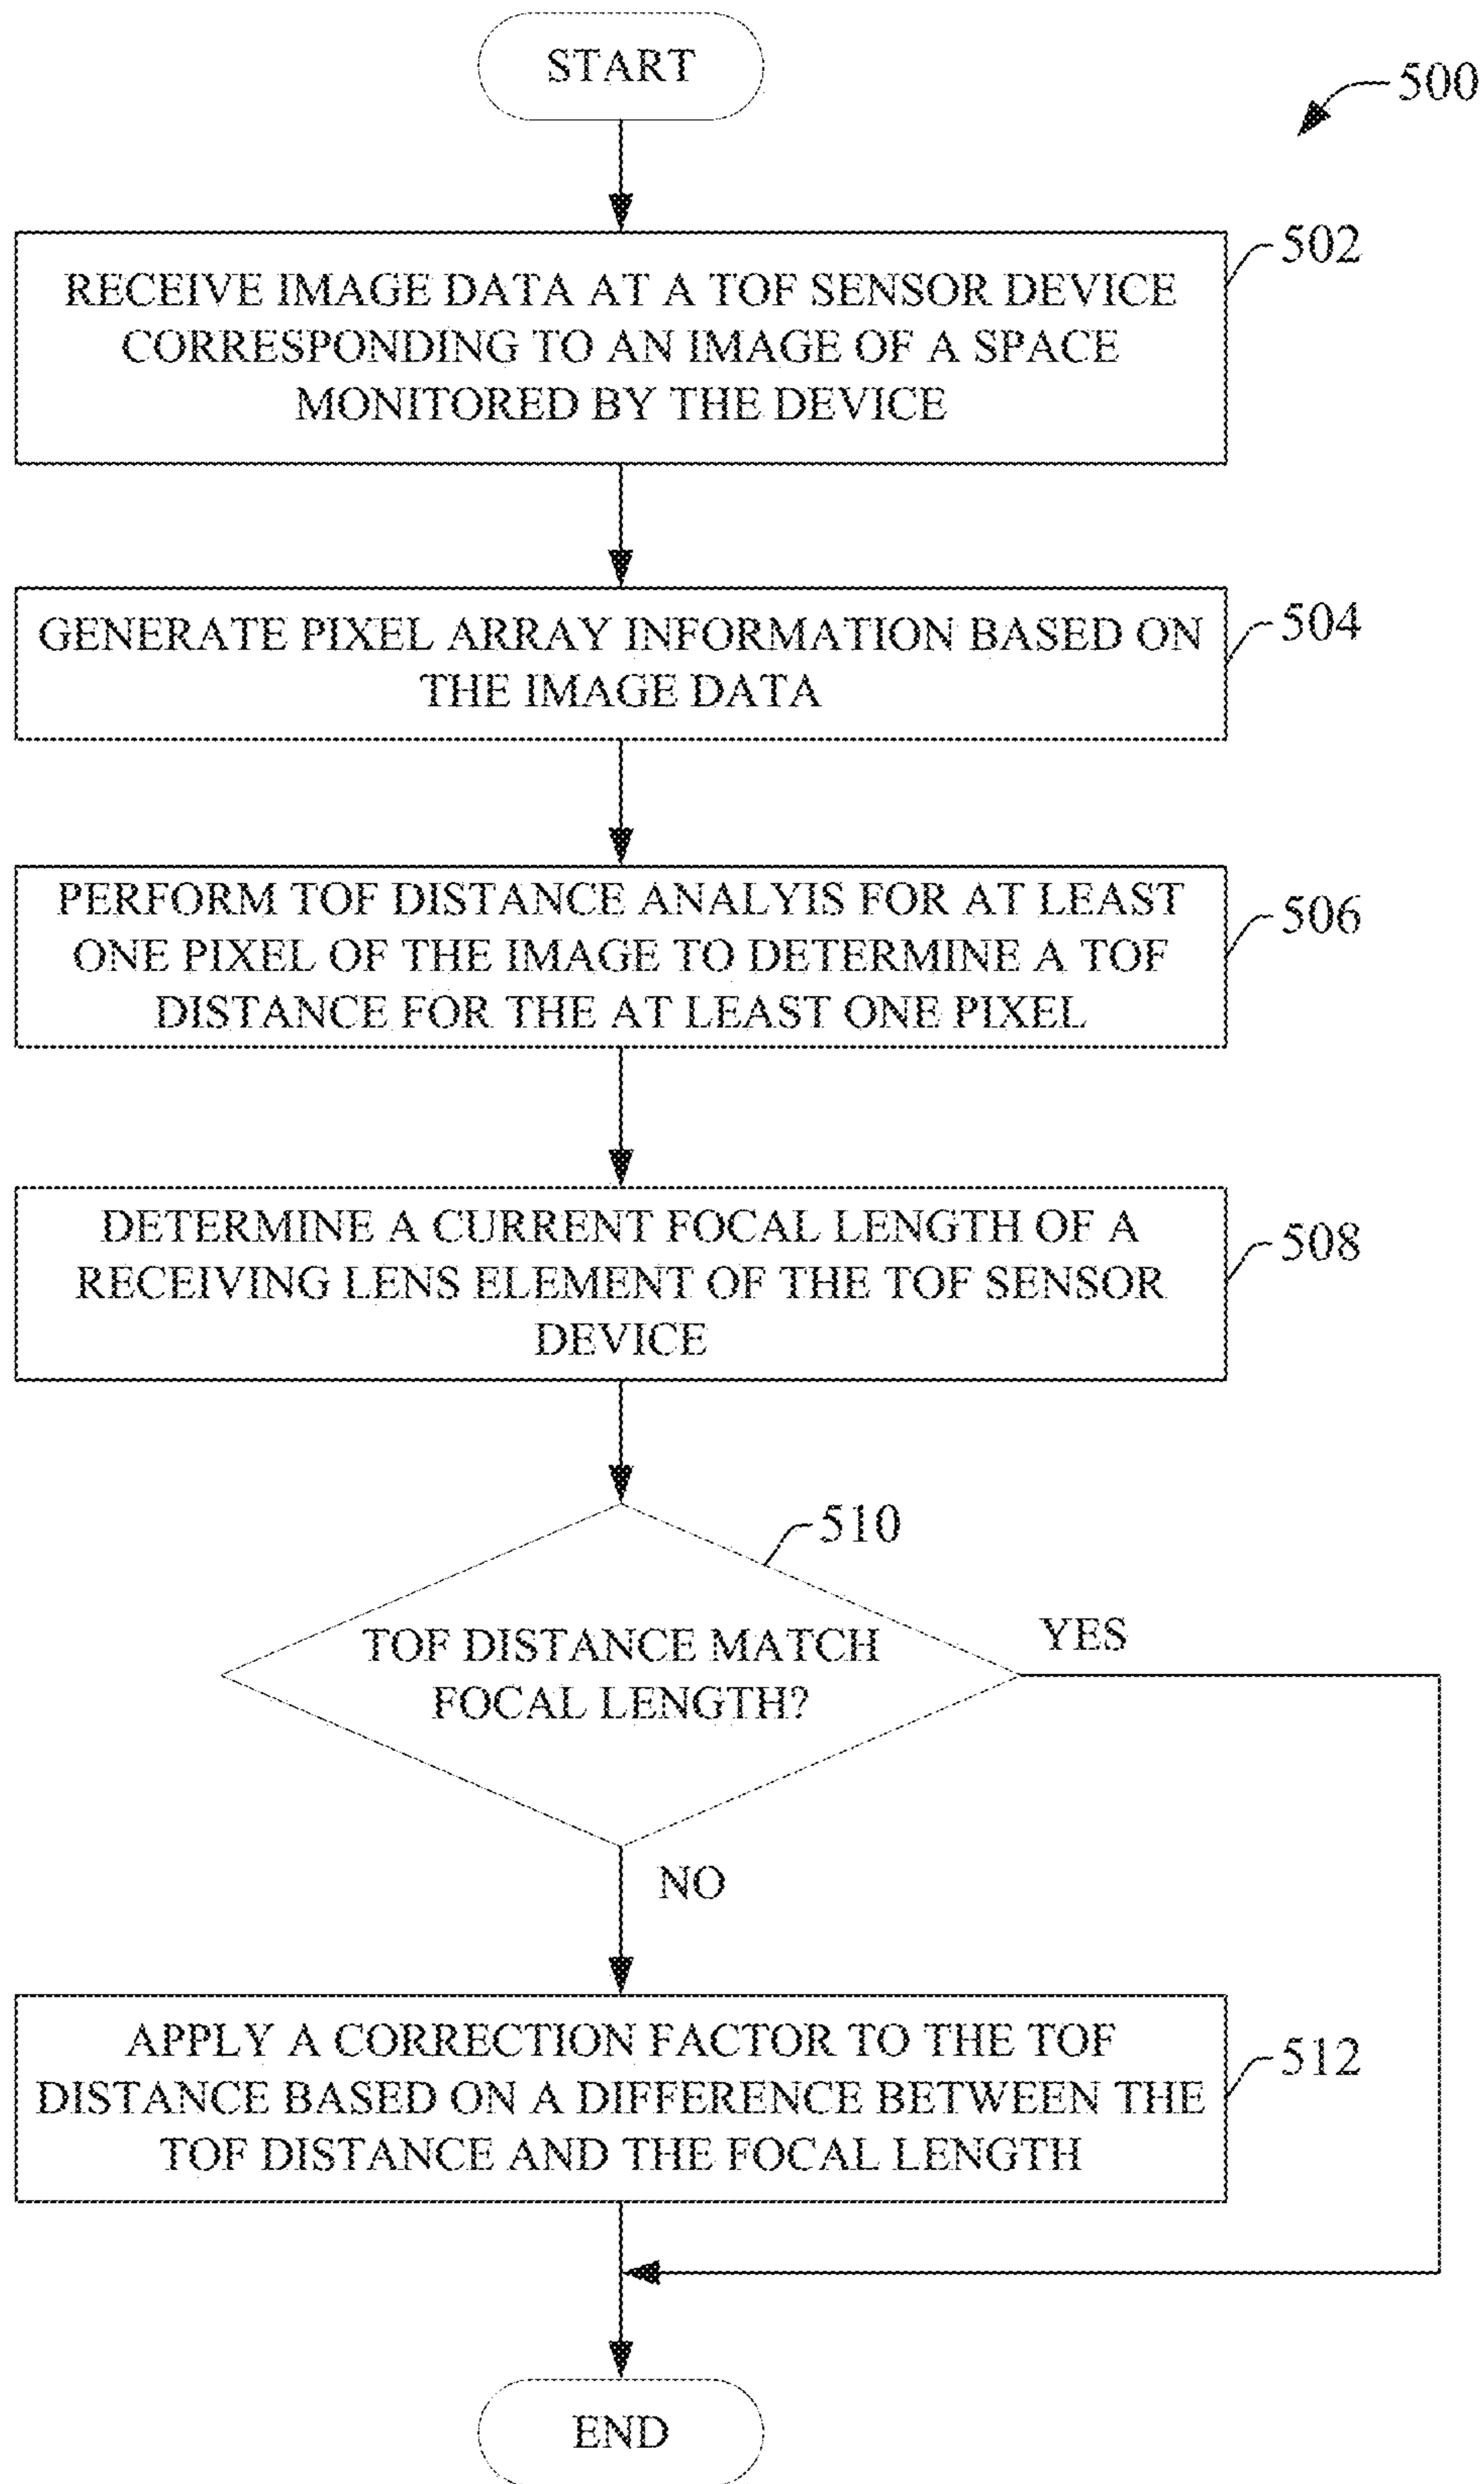 START
500
502
RECEIVE IMAGE DATA AT A TOF SENSOR DEVICE
CORRESPONDING TO AN IMAGE OF A SPACE
MONITORED BY THE DEVICE
504
GENERATE PIXEL ARRAY INFORMATION BASED ON
THE IMAGE DATA
506
PERFORM TOF DISTANCE ANALYIS FOR AT LEAST
ONE PIXEL OF THE IMAGE TO DETERMINE A TOF
DISTANCE FOR THE AT LEAST ONE PIXEL
508
DETERMINE A CURRENT FOCAL LENGTH OF A
RECEIVING LENS ELEMENT OF THE TOF SENSOR
DEVICE
510
TOF DISTANCE MATCH
FOCAL LENGTH?
YES
NO
512
APPLY A CORRECTION FACTOR TO THE TOF
DISTANCE BASED ON A DIFFERENCE BETWEEN THE
TOF DISTANCE AND THE FOCAL LENGTH
END